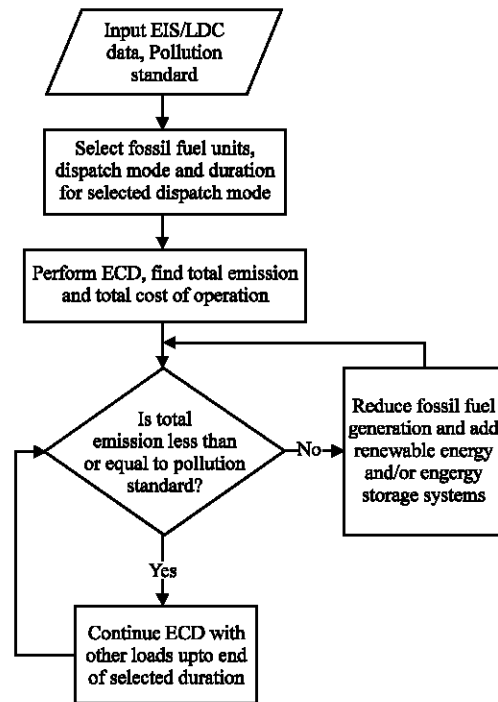 Input EIS/LDC
data, Pollution
standard
Select fossil fuel units,
dispatch mode and duration
for selected dispatch mode
Perform ECD, find total emission
and total cost of operation
Is total
emission less than
or equal to pollution
standard?
No
Reduce fossil fuel
generation and add
renewable energy
and/or engergy
storage systems
Yes
Continue ECD with
other loads upto end
of selected duration